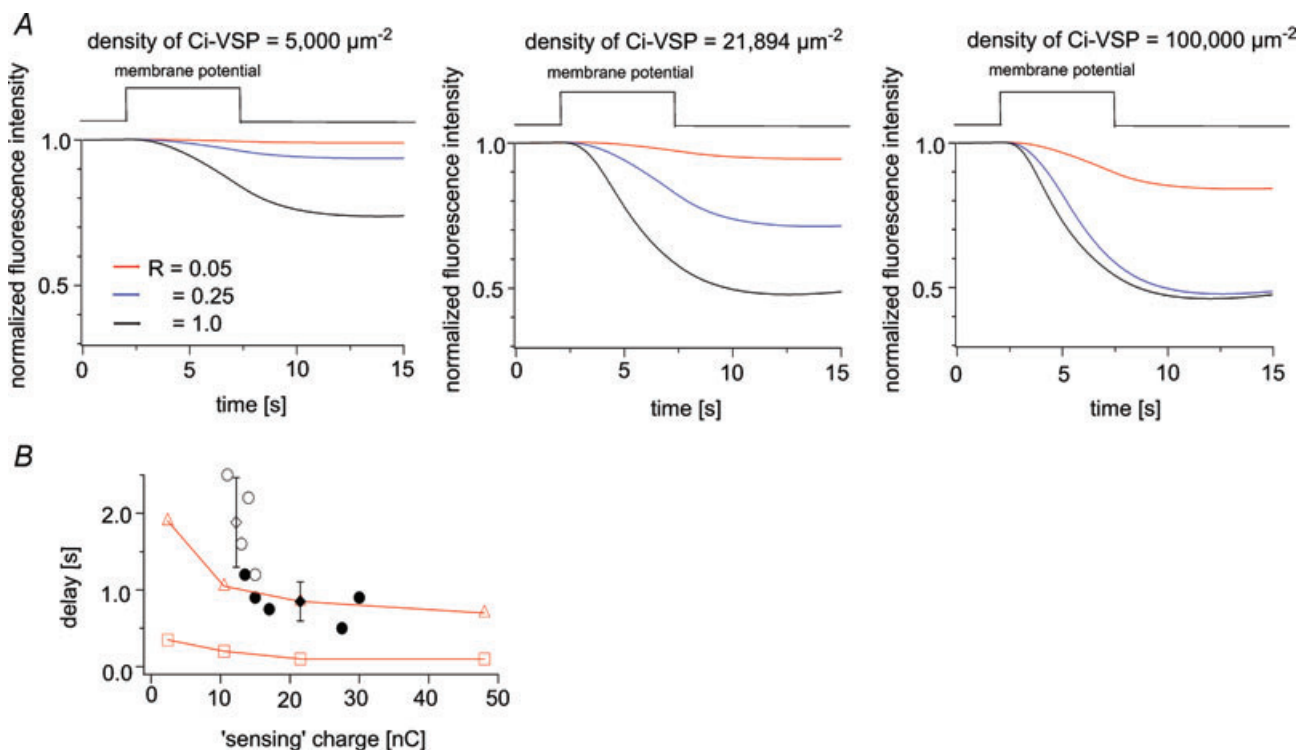 A
density of Ci-VSP = 5,000 µm-2
membrane potential
normalized fluorescence intensity
1.0
0.5
R = 0.05
= 0.25
= 1.0
0 5 10 15
time [s]
density of Ci-VSP = 21,894 µm-2
membrane potential
normalized fluorescence intensity
1.0
0.5
0 5 10 15
time [s]
density of Ci-VSP = 100,000 µm-2
membrane potential
normalized fluorescence intensity
1.0
0.5
0 5 10 15
time [s]
B
delay [s]
2.0
1.0
0.0
0 10 20 30 40 50
'sensing' charge [nC]